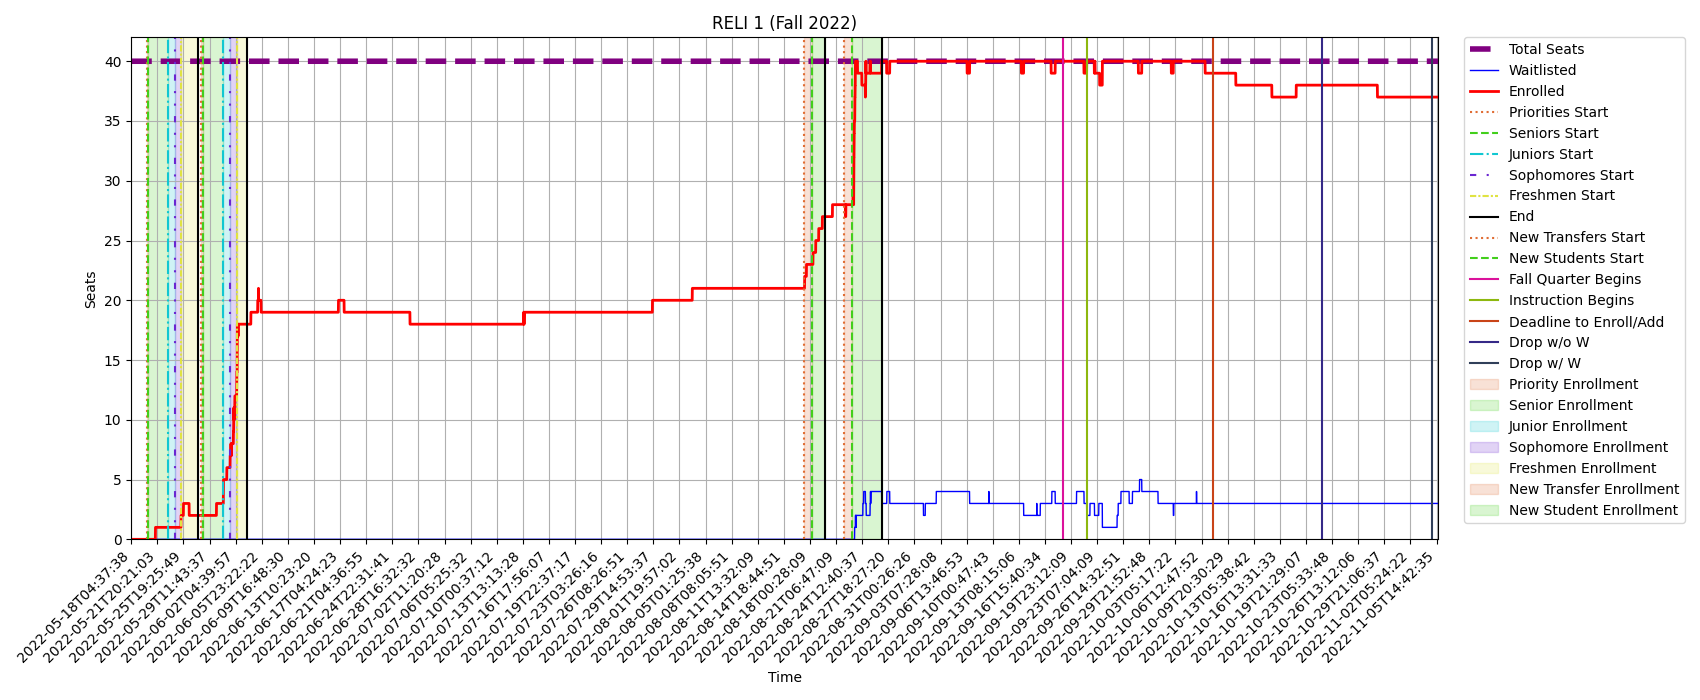 RELI 1 (Fall 2022)
Seats
40
35
30
25
20
15
10
5
0
2022-05-18T04:37:38
2022-05-21T20:21:03
2022-05-25T19:25:49
2022-05-29T11:43:37
2022-06-02T04:39:57
2022-06-05T23:22:22
2022-06-09T16:48:30
2022-06-13T10:23:20
2022-06-17T04:24:23
2022-06-21T04:36:55
2022-06-24T22:31:41
2022-06-28T16:32:32
2022-07-02T11:20:28
2022-07-06T05:25:32
2022-07-10T00:37:12
2022-07-13T13:13:28
2022-07-16T17:56:07
2022-07-19T22:37:17
2022-07-23T03:26:16
2022-07-26T08:26:51
2022-07-29T14:53:37
2022-08-01T19:57:02
2022-08-05T01:25:38
2022-08-08T08:05:51
2022-08-11T13:32:09
2022-08-14T18:44:51
2022-08-18T00:28:09
2022-08-21T06:47:09
2022-08-24T12:40:37
2022-08-27T18:27:20
2022-08-31T00:26:26
2022-09-03T07:28:08
2022-09-06T13:46:53
2022-09-10T00:47:43
2022-09-13T08:15:06
2022-09-16T15:40:34
2022-09-19T23:12:09
2022-09-23T07:04:09
2022-09-26T14:32:51
2022-09-29T21:52:48
2022-10-03T05:17:22
2022-10-06T12:47:52
2022-10-09T20:30:29
2022-10-13T05:38:42
2022-10-16T13:31:33
2022-10-19T21:29:07
2022-10-23T05:33:48
2022-10-26T13:12:06
2022-10-29T21:06:37
2022-11-02T05:24:22
2022-11-05T14:42:35
Time
Total Seats
Waitlisted
Enrolled
Priorities Start
Seniors Start
Juniors Start
Sophomores Start
Freshmen Start
End
New Transfers Start
New Students Start
Fall Quarter Begins
Instruction Begins
Deadline to Enroll/Add
Drop w/o W
Drop w/ W
Priority Enrollment
Senior Enrollment
Junior Enrollment
Sophomore Enrollment
Freshmen Enrollment
New Transfer Enrollment
New Student Enrollment